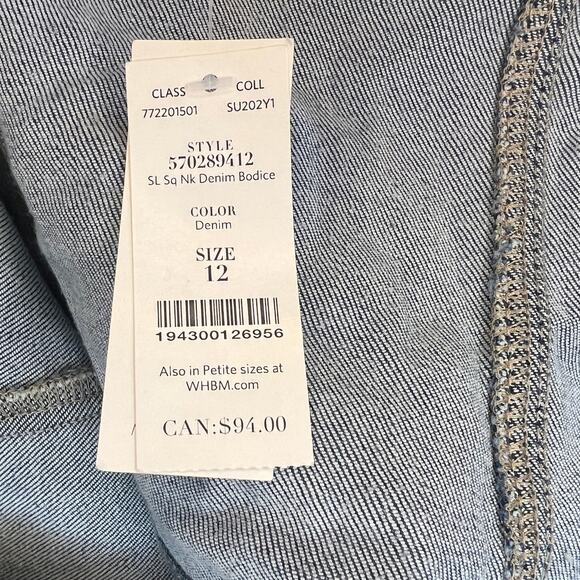 CLASS COLL
772201501 SU202Y1
STYLE
570289412
SL Sq Nk Denim Bodice
COLOR
Denim
SIZE
12
194300126956
Also in Petite sizes at
WHBM.com
CAN:$94.00